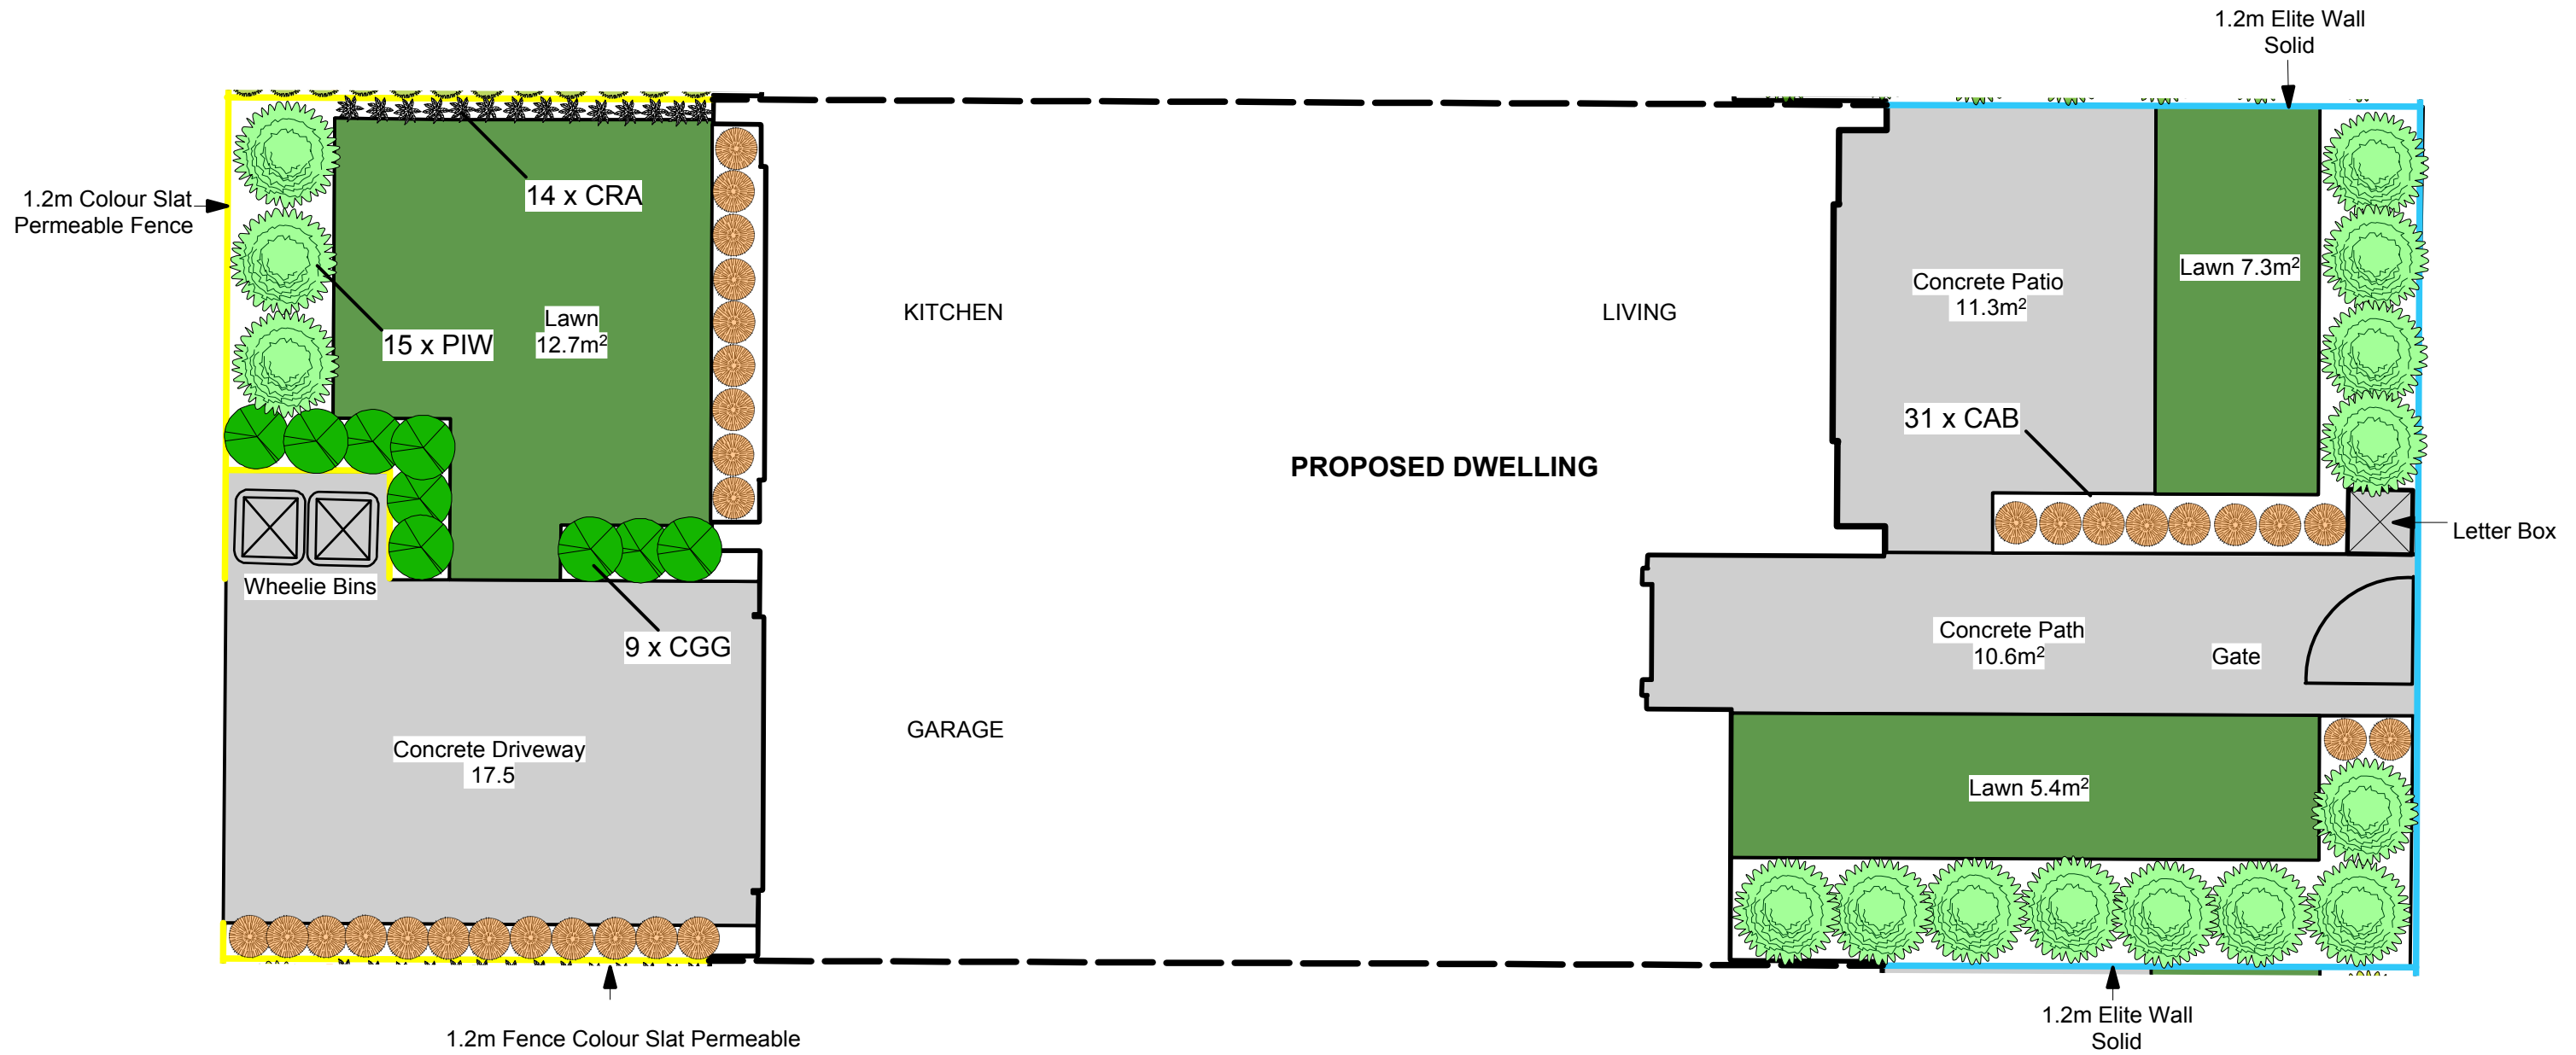 1.2m Elite Wall
Solid
1.2m Colour Slat
Permeable Fence
14 x CRA
15 x PIW
Lawn
12.7m²
KITCHEN
LIVING
Concrete Patio
11.3m²
Lawn 7.3m²
31 x CAB
PROPOSED DWELLING
Letter Box
Wheelie Bins
9 x CGG
Concrete Path
10.6m²
Gate
GARAGE
Concrete Driveway
17.5
Lawn 5.4m²
1.2m Elite Wall
Solid
1.2m Fence Colour Slat Permeable